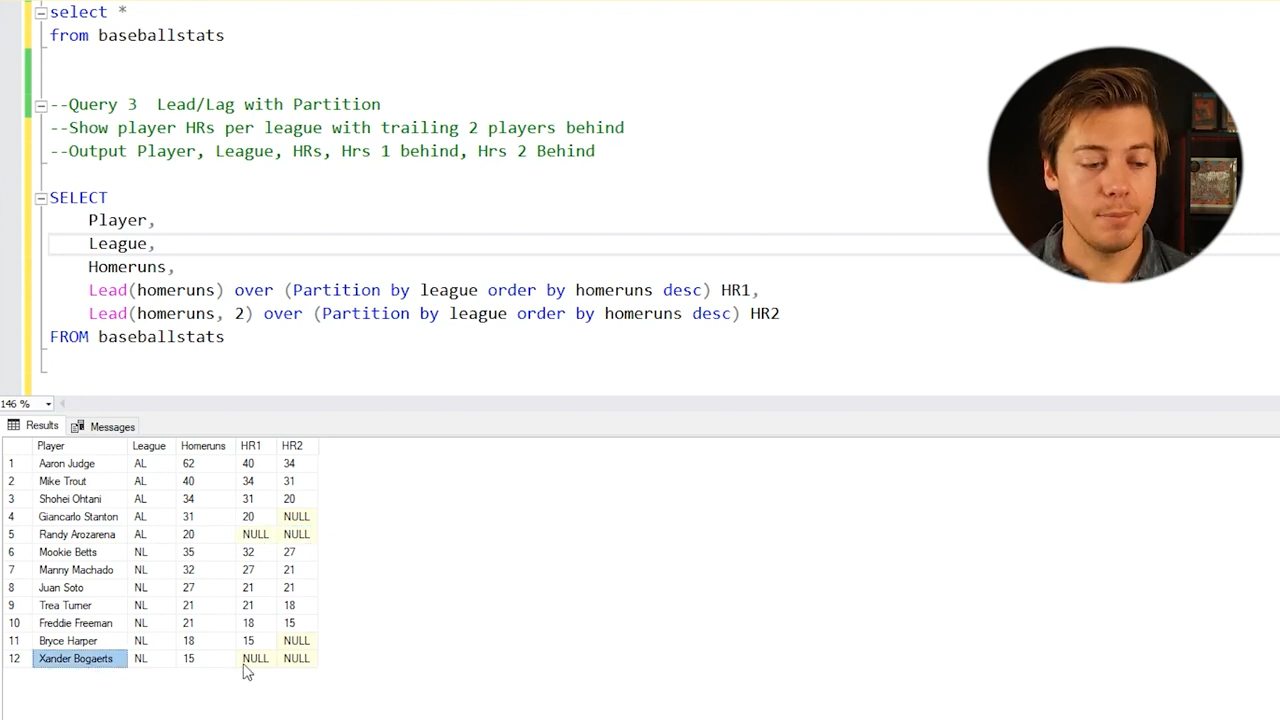 select *
from baseballstats
--Query 3  Lead/Lag with Partition
--Show player HRs per league with trailing 2 players behind
--Output Player, League, HRs, Hrs 1 behind, Hrs 2 Behind
SELECT
Player,
League,
Homeruns,
Lead(homeruns) over (Partition by league order by homeruns desc) HR1,
Lead(homeruns, 2) over (Partition by league order by homeruns desc) HR2
FROM baseballstats
146 %
Results Messages
Player League Homeruns HR1 HR2
1 Aaron Judge AL 62 40 34
2 Mike Trout AL 40 34 31
3 Shohei Ohtani AL 34 31 20
4 Giancarlo Stanton AL 31 20 NULL
5 Randy Arozarena AL 20 NULL NULL
6 Mookie Betts NL 35 32 27
7 Manny Machado NL 32 27 21
8 Juan Soto NL 27 21 21
9 Trea Turner NL 21 21 18
10 Freddie Freeman NL 21 18 15
11 Bryce Harper NL 18 15 NULL
12 Xander Bogaerts NL 15 NULL NULL